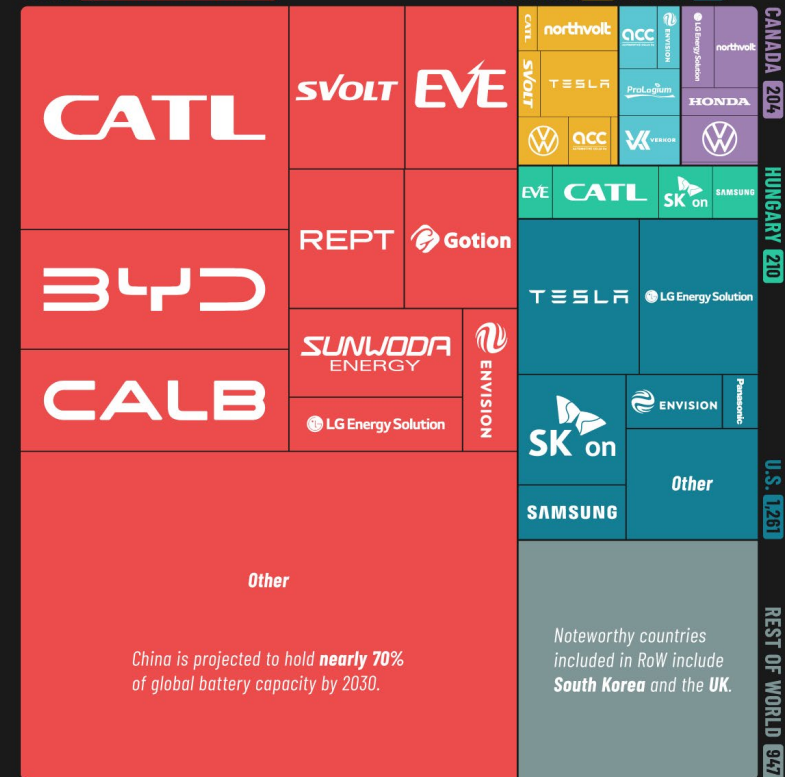 CATL
BYD
CALB
SVOLT
EVE
REPT
Gotion
SUNWODA
ENERGY
LG Energy Solution
ENVISION
Other
China is projected to hold nearly 70%
of global battery capacity by 2030.
CATL
northvolt
SVOLT
TESLA
acc
acc
ENVISION
ProLogium
VERKOR
LG Energy Solution
northvolt
HONDA
CANADA 204
EVE
CATL
SK on
SAMSUNG
HUNGARY 210
TESLA
LG Energy Solution
SK on
ENVISION
Panasonic
SAMSUNG
Other
U.S. 1,261
Noteworthy countries
included in RoW include
South Korea and the UK.
REST OF WORLD 947